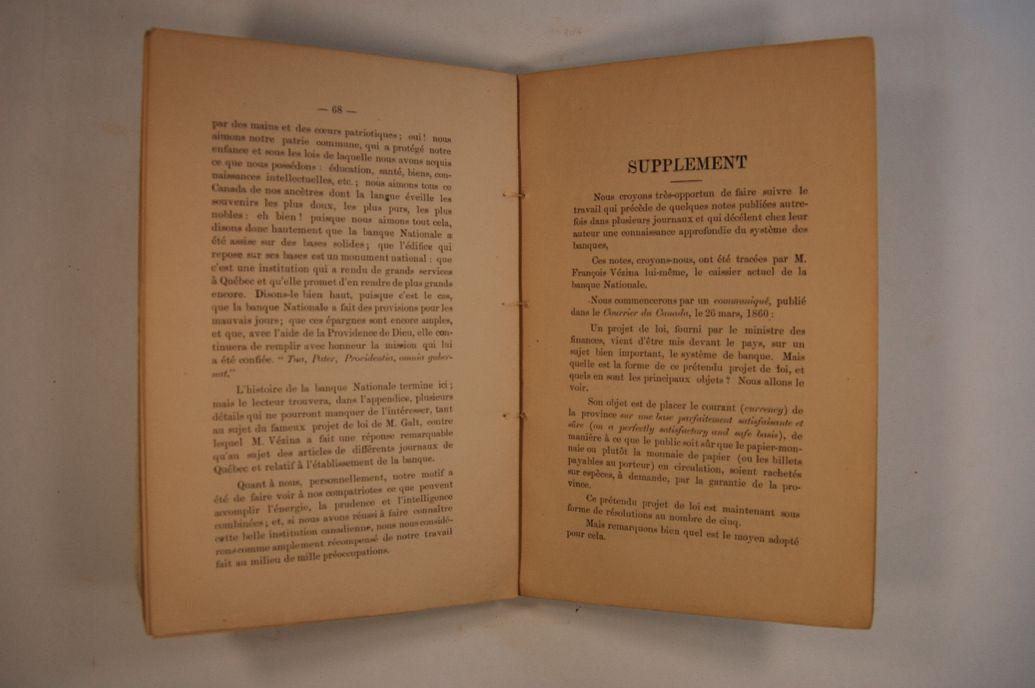 — 68 —
par des mains et des cœurs patriotiques ; oui ! nous
aimons notre patrie commune, qui a protégé notre
enfance et sous les lois de laquelle nous avons acquis
ce que nous possédons : éducation, santé, biens, con-
naissances intellectuelles, etc. ; nous aimons tous ce
Canada de nos ancètres dont la langue éveille les
souvenirs les plus doux, les plus purs, les plus
nobles : eh bien ! puisque nous aimons tout cela,
disons donc hautement que la banque Nationale a
été assise sur des bases solides ; que l'édifice qui
repose sur ses bases est un monument national : que
c'est une institution qui a rendu de grands services
à Québec et qu'elle promet d'en rendre de plus grands
encore. Disons-le bien haut, puisque c'est le cas,
que la banque Nationale a fait des provisions pour les
mauvais jours ; que ces épargnes sont encore amples,
et que, avec l'aide de la Providence de Dieu, elle con-
tinuera de remplir avec honneur la mission qui lui
a été confiée. “ Tua, Pater, Providentia, omnia guber-
nat.”
L'histoire de la banque Nationale termine ici ;
mais le lecteur trouvera, dans l'appendice, plusieurs
détails qui ne pourront manquer de l'intéresser, tant
au sujet du fameux projet de loi de M. Galt, contre
lequel M. Vézina a fait une réponse remarquable
qu'au sujet des articles de différents journaux de
Québec et relatif à l'établissement de la banque.
Quant à nous, personnellement, notre motif a
été de faire voir à nos compatriotes ce que peuvent
accomplir l'énergie, la prudence et l'intelligence
combinées ; et, si nous avons réussi à faire connaître
cette belle institution canadienne, nous nous considé-
rons comme amplement récompensé de notre travail
fait au milieu de mille préoccupations.
SUPPLEMENT
Nous croyons très-opportun de faire suivre le
travail qui précède de quelques notes publiées autre-
fois dans plusieurs journaux et qui décèlent chez leur
auteur une connaissance approfondie du système des
banques,
Ces notes, croyons-nous, ont été tracées par M.
François Vézina lui-même, le caissier actuel de la
banque Nationale.
Nous commencerons par un communiqué, publié
dans le Courrier du Canada, le 26 mars, 1860 :
Un projet de loi, fourni par le ministre des
finances, vient d'être mis devant le pays, sur un
sujet bien important, le système de banque. Mais
quelle est la forme de ce prétendu projet de loi, et
quels en sont les principaux objets ? Nous allons le
voir.
Son objet est de placer le courant (currency) de
la province sur une base parfaitement satisfaisante et
sûre (on a perfectly satisfactory and safe basis), de
manière à ce que le public soit sûr que le papier-mon-
naie ou plutôt la monnaie de papier (ou les billets
payables au porteur) en circulation, soient rachetés
sur espèces, à demande, par la garantie de la pro-
vince.
Ce prétendu projet de loi est maintenant sous
forme de résolutions au nombre de cinq.
Mais remarquons bien quel est le moyen adopté
pour cela.